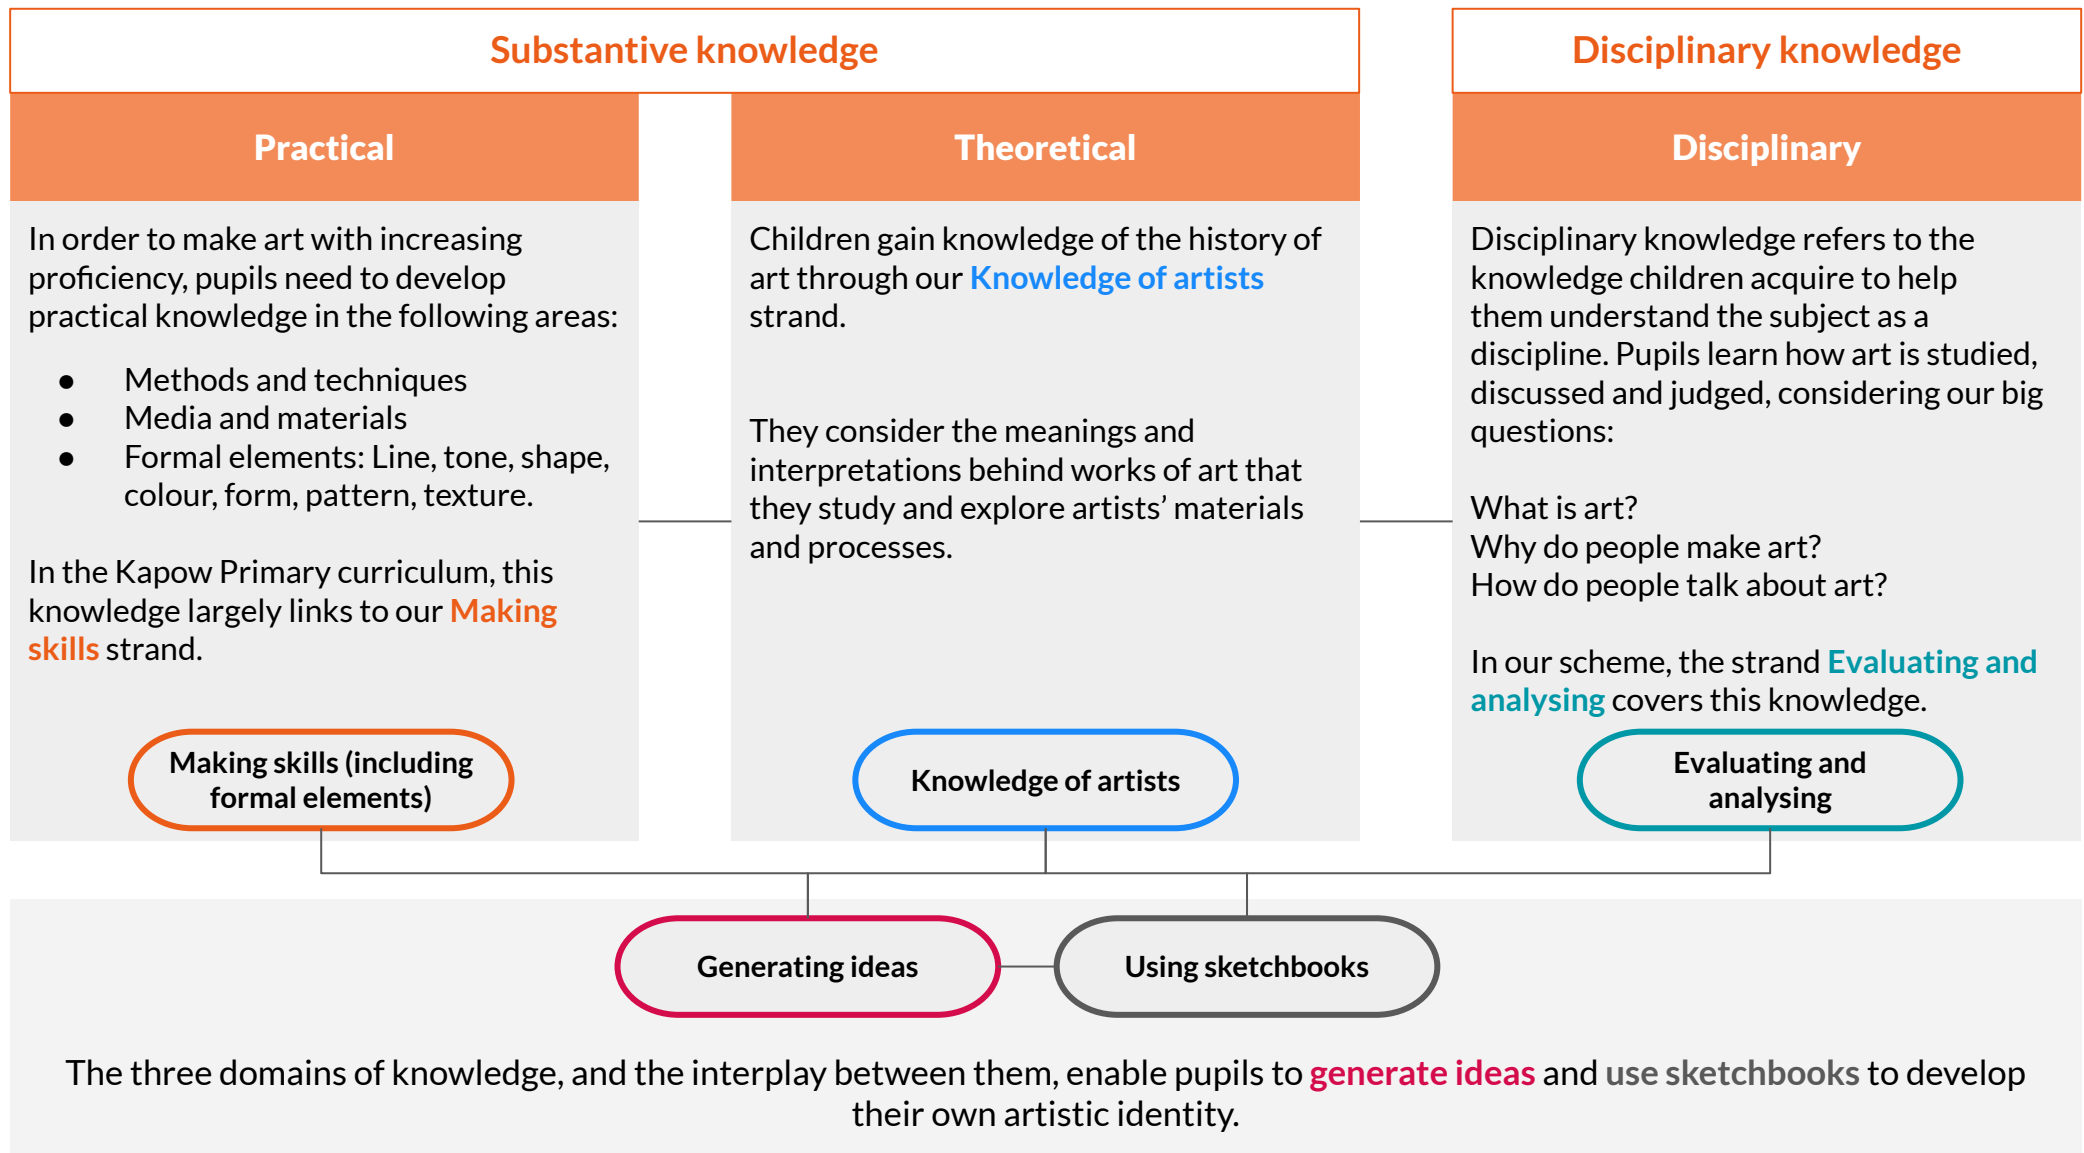 Substantive knowledge
Disciplinary knowledge
Practical
In order to make art with increasing
proficiency, pupils need to develop
practical knowledge in the following areas:
● Methods and techniques
● Media and materials
● Formal elements: Line, tone, shape,
colour, form, pattern, texture.
In the Kapow Primary curriculum, this
knowledge largely links to our Making
skills strand.
Making skills (including
formal elements)
Theoretical
Children gain knowledge of the history of
art through our Knowledge of artists
strand.
They consider the meanings and
interpretations behind works of art that
they study and explore artists’ materials
and processes.
Knowledge of artists
Disciplinary
Disciplinary knowledge refers to the
knowledge children acquire to help
them understand the subject as a
discipline. Pupils learn how art is studied,
discussed and judged, considering our big
questions:
What is art?
Why do people make art?
How do people talk about art?
In our scheme, the strand Evaluating and
analysing covers this knowledge.
Evaluating and
analysing
Generating ideas
Using sketchbooks
The three domains of knowledge, and the interplay between them, enable pupils to generate ideas and use sketchbooks to develop
their own artistic identity.